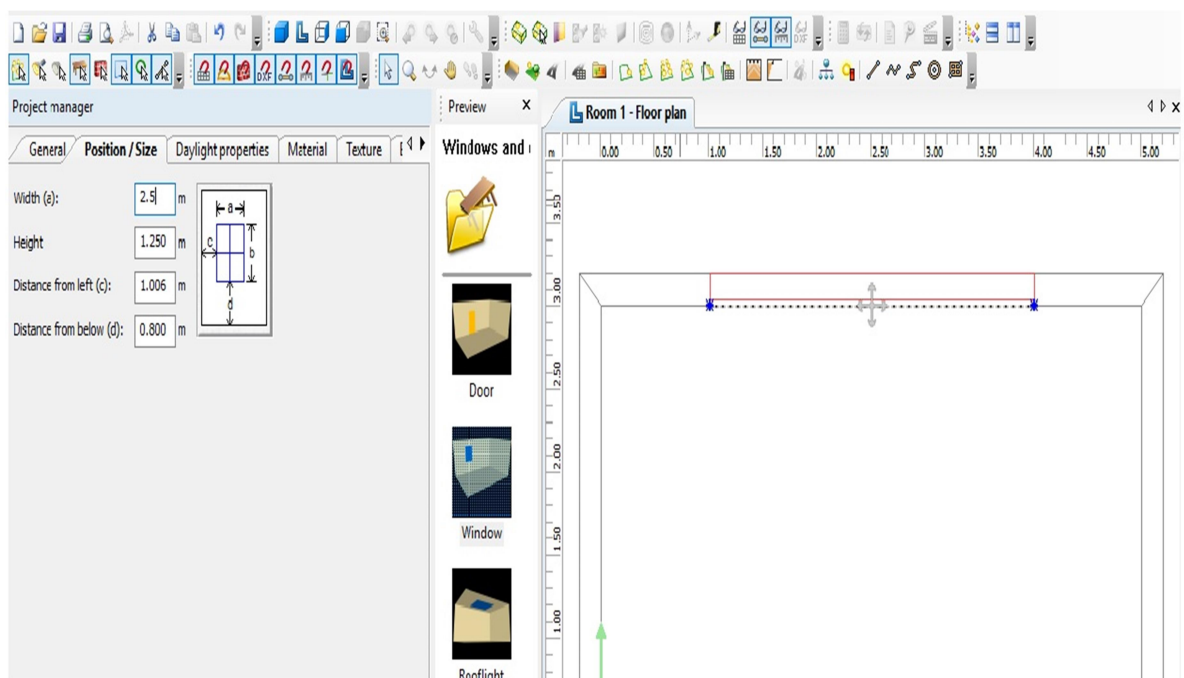 DXF
DXF
Project manager
General
Position / Size
Daylight properties
Material
Texture
Width (a):
2.5
m
Height
1.250
m
Distance from left (c):
1.006
m
Distance from below (d):
0.800
m
a
c
b
d
Preview
x
Windows and
Door
Window
Rooflight
Room 1 - Floor plan
m
0.00 0.50 1.00 1.50 2.00 2.50 3.00 3.50 4.00 4.50 5.00
3.50
3.00
2.50
2.00
1.50
1.00